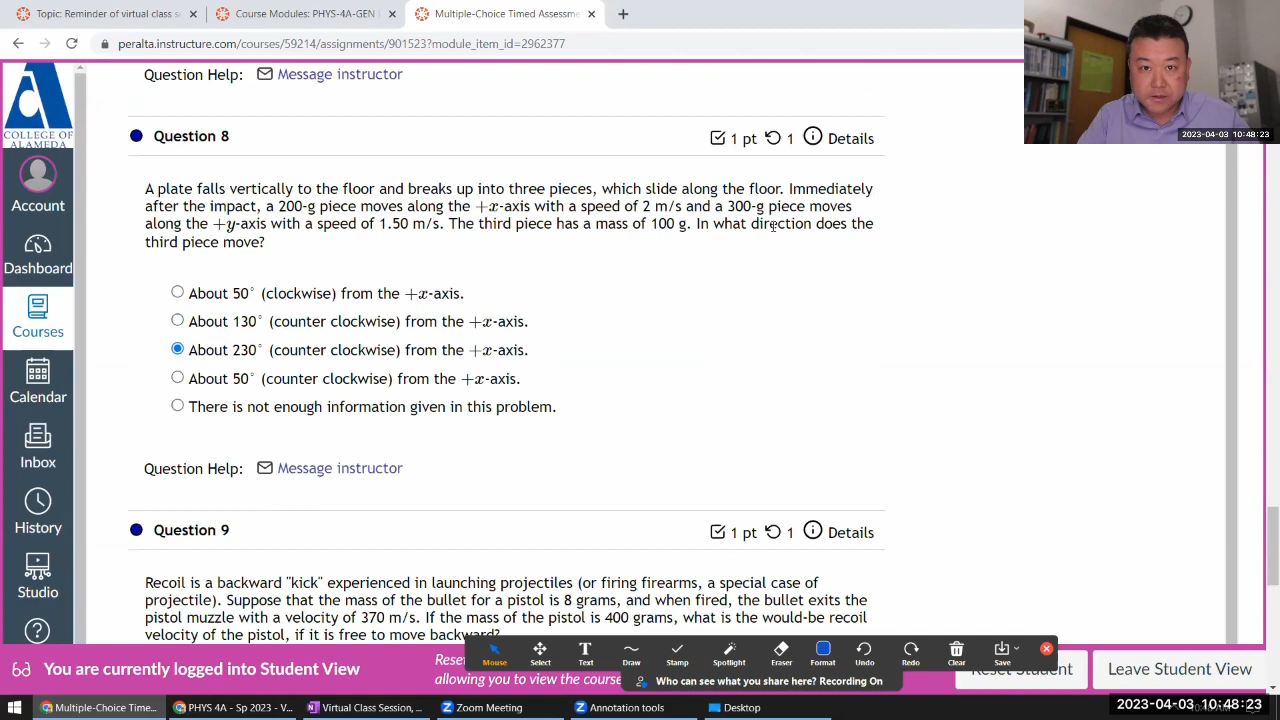 Topic: Reminder of virtual class s
Course Modules: PHYS-4A-GEN I
Multiple-Choice Timed Assessme
peralta.instructure.com/courses/59214/assignments/901523?module_item_id=2962377
2023-04-03 10:48:23
COLLEGE OF
ALAMEDA
Account
Dashboard
Courses
Calendar
Inbox
History
Studio
Question Help: Message instructor
Question 8
1 pt 1 Details
A plate falls vertically to the floor and breaks up into three pieces, which slide along the floor. Immediately
after the impact, a 200-g piece moves along the +x-axis with a speed of 2 m/s and a 300-g piece moves
along the +y-axis with a speed of 1.50 m/s. The third piece has a mass of 100 g. In what direction does the
third piece move?
About 50° (clockwise) from the +x-axis.
About 130° (counter clockwise) from the +x-axis.
About 230° (counter clockwise) from the +x-axis.
About 50° (counter clockwise) from the +x-axis.
There is not enough information given in this problem.
Question Help: Message instructor
Question 9
1 pt 1 Details
Recoil is a backward "kick" experienced in launching projectiles (or firing firearms, a special case of
projectile). Suppose that the mass of the bullet for a pistol is 8 grams, and when fired, the bullet exits the
pistol muzzle with a velocity of 370 m/s. If the mass of the pistol is 400 grams, what is the would-be recoil
velocity of the pistol, if it is free to move backward?
Mouse Select Text Draw Stamp Spotlight Eraser Format Undo Redo Clear Save
Who can see what you share here? Recording On
You are currently logged into Student View
Rese
allowing you to view the course
Reset Student
Leave Student View
Multiple-Choice Time...
PHYS 4A - Sp 2023 - V...
Virtual Class Session, ...
Zoom Meeting
Annotation tools
Desktop
2023-04-03 10:48:23